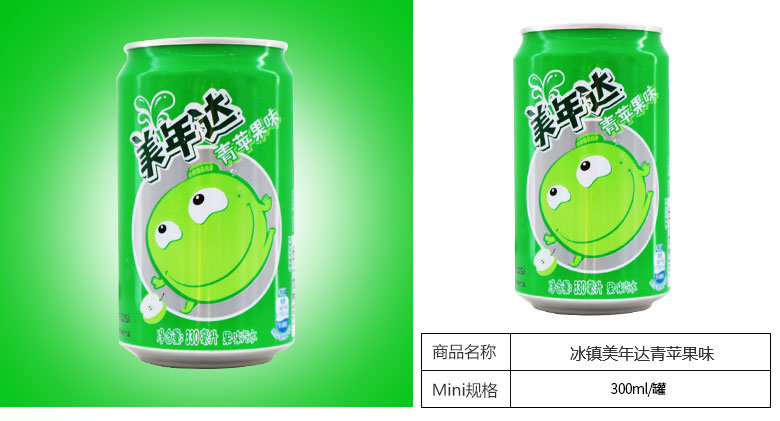 美年达
青苹果味
净含量: 330毫升 果味汽水
美年达
青苹果味
净含量: 330毫升 果味汽水
商品名称 冰镇美年达青苹果味
Mini规格 300ml/罐